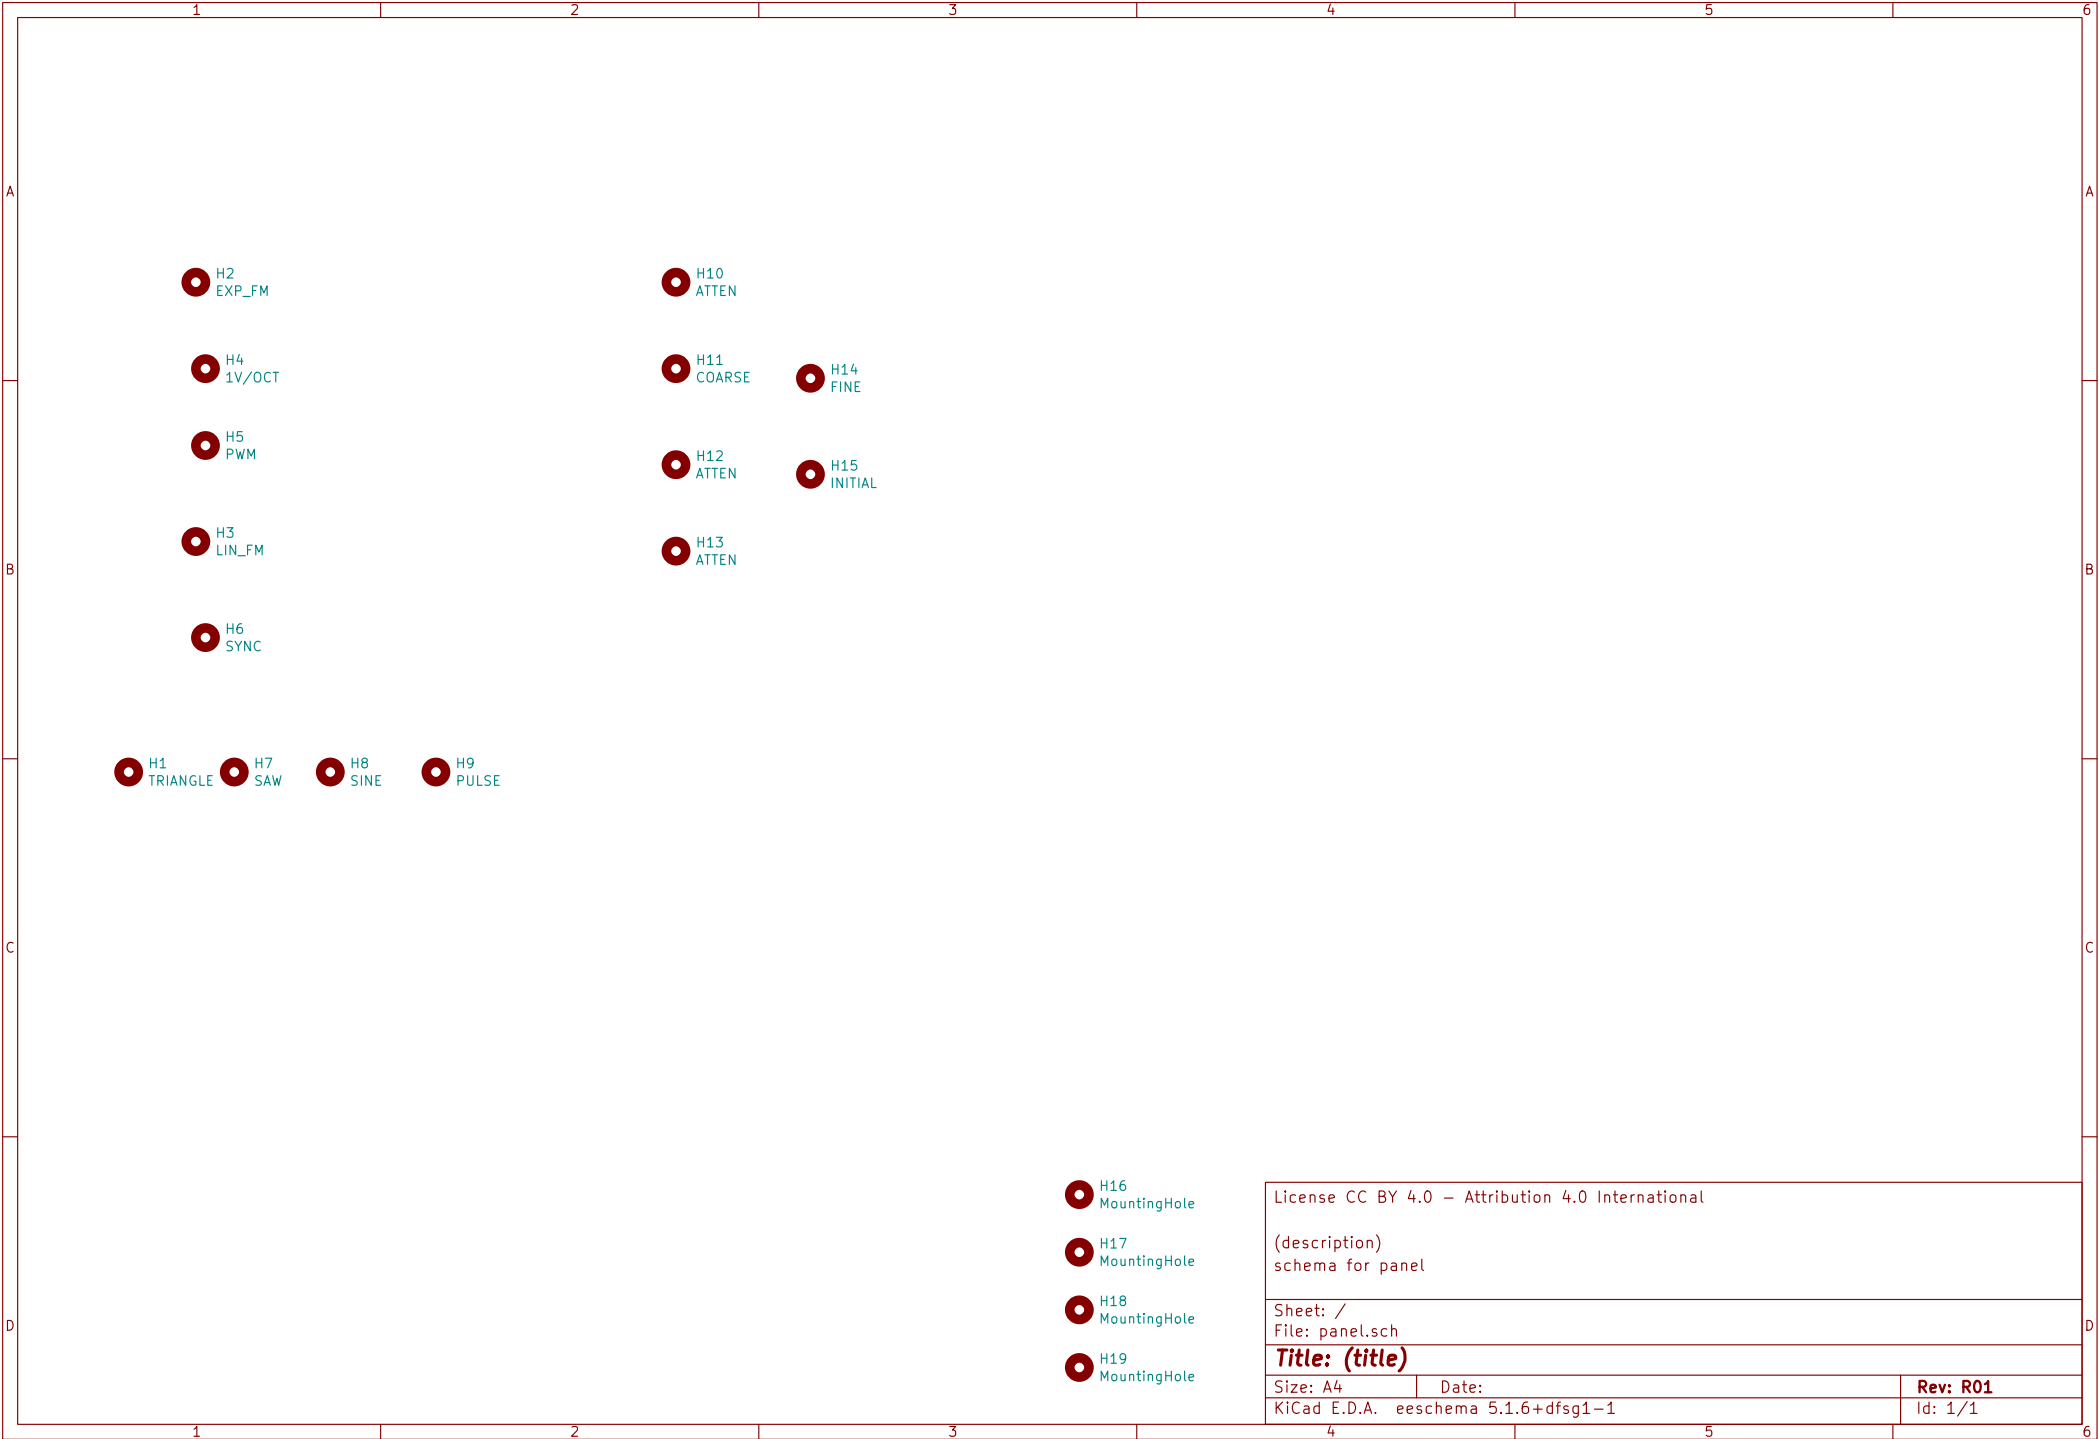 1 2 3 4 5 6
A A
H2
EXP_FM
H10
ATTEN
H4
1V/OCT
H11
COARSE
H14
FINE
H5
PWM
H12
ATTEN
H15
INITIAL
H3
LIN_FM
H13
ATTEN
B B
H6
SYNC
H1
TRIANGLE
H7
SAW
H8
SINE
H9
PULSE
C C
H16
MountingHole
H17
MountingHole
H18
MountingHole
H19
MountingHole
License CC BY 4.0 - Attribution 4.0 International
(description)
schema for panel
Sheet: /
File: panel.sch
D D
Title: (title)
Size: A4 Date: Rev: R01
KiCad E.D.A. eeschema 5.1.6+dfsg1-1 Id: 1/1
1 2 3 4 5 6